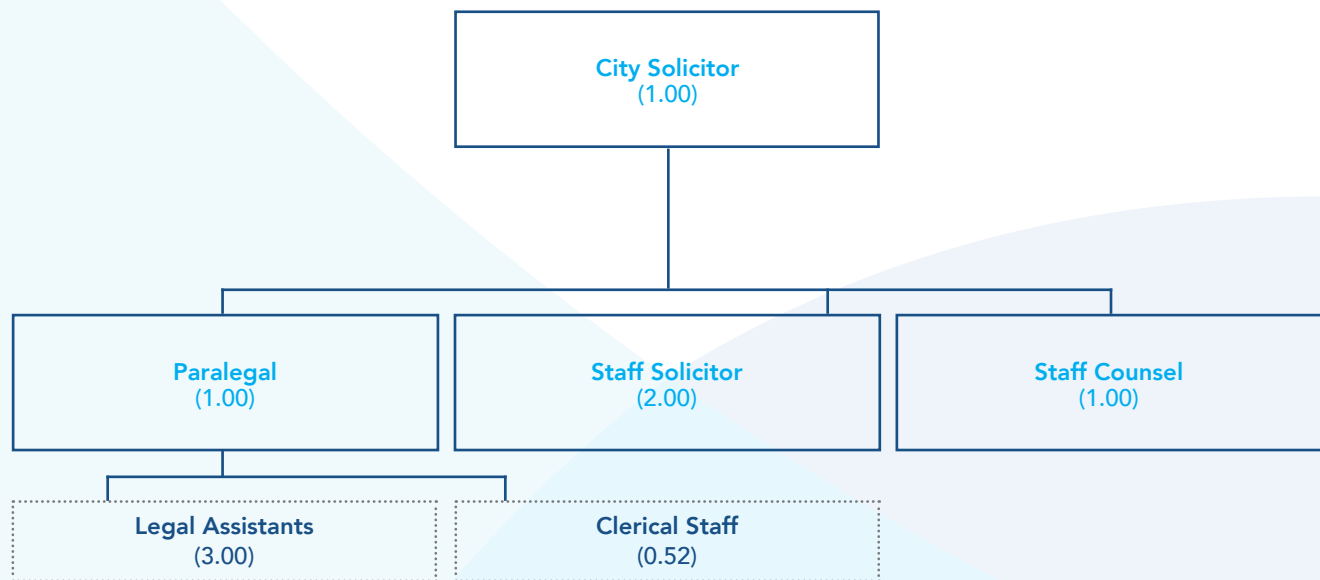 City Solicitor
(1.00)
Paralegal
(1.00)
Staff Solicitor
(2.00)
Staff Counsel
(1.00)
Legal Assistants
(3.00)
Clerical Staff
(0.52)